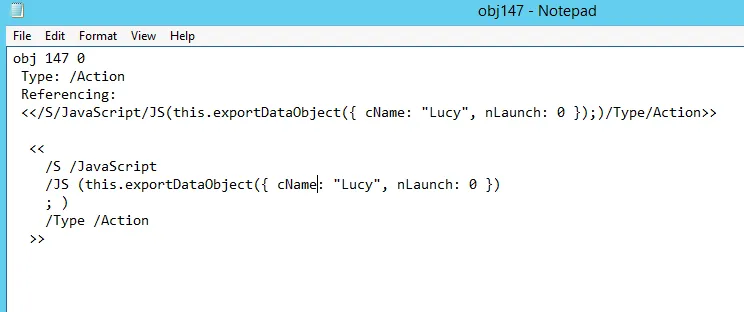 obj147 - Notepad
File Edit Format View Help
obj 147 0
Type: /Action
Referencing:
<</S/JavaScript/JS(this.exportDataObject({ cName: "Lucy", nLaunch: 0 });)/Type/Action>>
<<
/S /JavaScript
/JS (this.exportDataObject({ cName: "Lucy", nLaunch: 0 })
; )
/Type /Action
>>